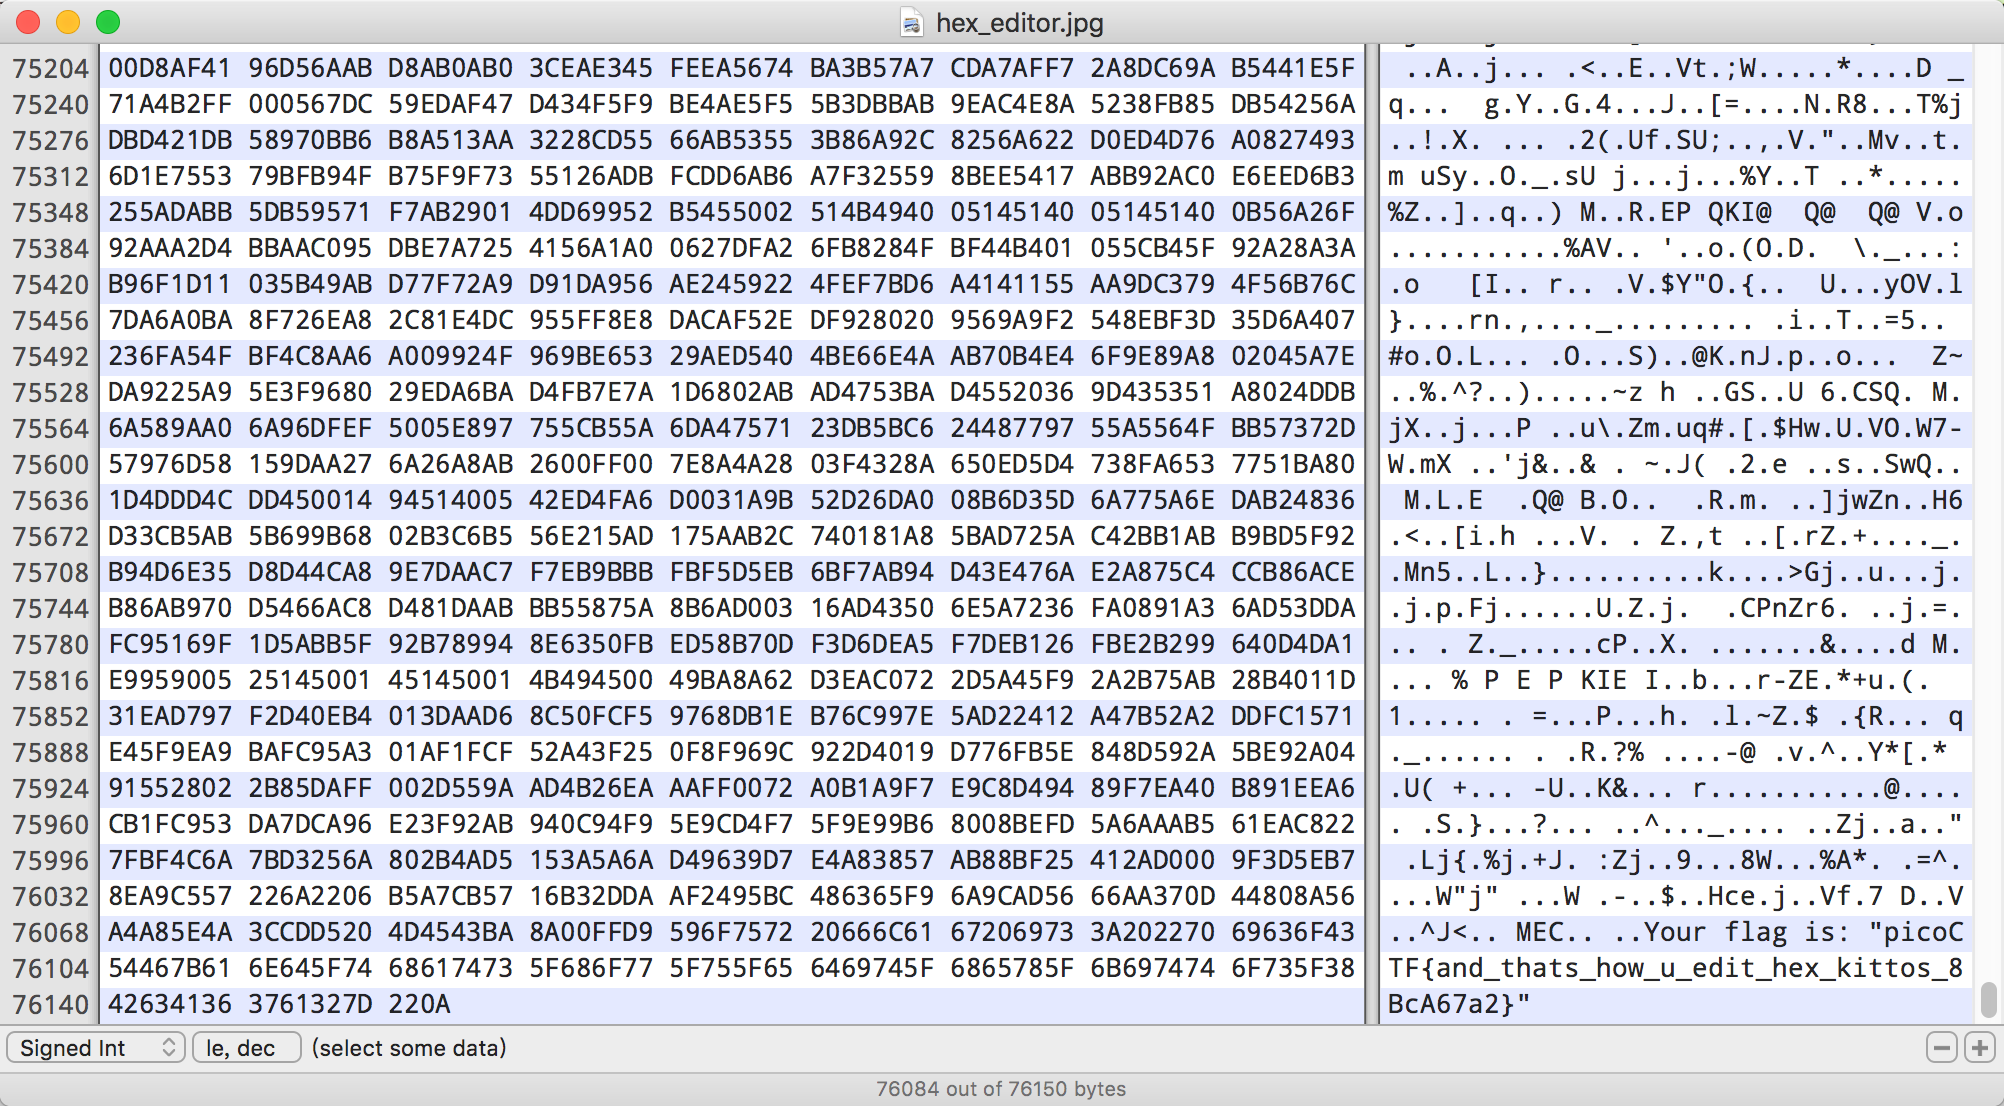 hex_editor.jpg
75204 00D8AF41 96D56AAB D8AB0AB0 3CEAE345 FEEA5674 BA3B57A7 CDA7AFF7 2A8DC69A B5441E5F ..A..j... .<..E..Vt.;W.....*....D _
75240 71A4B2FF 000567DC 59EDAF47 D434F5F9 BE4AE5F5 5B3DBBAB 9EAC4E8A 5238FB85 DB54256A q... g.Y..G.4...J..[=....N.R8...T%j
75276 DBD421DB 58970BB6 B8A513AA 3228CD55 66AB5355 3B86A92C 8256A622 D0ED4D76 A0827493 ..!.X. ... .2(.Uf.SU;..,.V."..Mv..t.
75312 6D1E7553 79BFB94F B75F9F73 55126ADB FCDD6AB6 A7F32559 8BEE5417 ABB92AC0 E6EED6B3 m uSy..O._.sU j...j...%Y..T ..*.....
75348 255ADABB 5DB59571 F7AB2901 4DD69952 B5455002 514B4940 05145140 05145140 0B56A26F %Z..]..q..) M..R.EP QKI@ Q@ Q@ V.o
75384 92AAA2D4 BBAAC095 DBE7A725 4156A1A0 0627DFA2 6FB8284F BF44B401 055CB45F 92A28A3A ...........%AV.. '..o.(O.D. \._...:
75420 B96F1D11 035B49AB D77F72A9 D91DA956 AE245922 4FEF7BD6 A4141155 AA9DC379 4F56B76C .o [I.. r.. .V.$Y"O.{.. U...yOV.l
75456 7DA6A0BA 8F726EA8 2C81E4DC 955FF8E8 DACAF52E DF928020 9569A9F2 548EBF3D 35D6A407 }....rn.,...._......... .i..T..=5..
75492 236FA54F BF4C8AA6 A009924F 969BE653 29AED540 4BE66E4A AB70B4E4 6F9E89A8 02045A7E #o.O.L... .O...S)..@K.nJ.p..o... Z~
75528 DA9225A9 5E3F9680 29EDA6BA D4FB7E7A 1D6802AB AD4753BA D4552036 9D435351 A8024DDB ..%.^?..).....~z h ..GS..U 6.CSQ. M.
75564 6A589AA0 6A96DFEF 5005E897 755CB55A 6DA47571 23DB5BC6 24487797 55A5564F BB57372D jX..j...P ..u\.Zm.uq#.[.$Hw.U.VO.W7-
75600 57976D58 159DAA27 6A26A8AB 2600FF00 7E8A4A28 03F4328A 650ED5D4 738FA653 7751BA80 W.mX ..'j&..& . ~.J( .2.e ..s..SwQ..
75636 1D4DDD4C DD450014 94514005 42ED4FA6 D0031A9B 52D26DA0 08B6D35D 6A775A6E DAB24836 M.L.E .Q@ B.O.. .R.m. ..]jwZn..H6
75672 D33CB5AB 5B699B68 02B3C6B5 56E215AD 175AAB2C 740181A8 5BAD725A C42BB1AB B9BD5F92 .<..[i.h ...V. . Z.,t ..[.rZ.+...._.
75708 B94D6E35 D8D44CA8 9E7DAAC7 F7EB9BBB FBF5D5EB 6BF7AB94 D43E476A E2A875C4 CCB86ACE .Mn5..L..}..........k....>Gj..u...j.
75744 B86AB970 D5466AC8 D481DAAB BB55875A 8B6AD003 16AD4350 6E5A7236 FA0891A3 6AD53DDA .j.p.Fj......U.Z.j. .CPnZr6. ..j.=.
75780 FC95169F 1D5ABB5F 92B78994 8E6350FB ED58B70D F3D6DEA5 F7DEB126 FBE2B299 640D4DA1 .. . Z._.....cP..X. .......&....d M.
75816 E9959005 25145001 45145001 4B494500 49BA8A62 D3EAC072 2D5A45F9 2A2B75AB 28B4011D ... % P E P KIE I..b...r-ZE.*+u.(.
75852 31EAD797 F2D40EB4 013DAAD6 8C50FCF5 9768DB1E B76C997E 5AD22412 A47B52A2 DDFC1571 1..... . =...P...h. .l.~Z.$ .{R... q
75888 E45F9EA9 BAFC95A3 01AF1FCF 52A43F25 0F8F969C 922D4019 D776FB5E 848D592A 5BE92A04 ._...... . .R.?% ....-@ .v.^..Y*[.*
75924 91552802 2B85DAFF 002D559A AD4B26EA AAFF0072 A0B1A9F7 E9C8D494 89F7EA40 B891EEA6 .U( +... -U..K&... r...........@....
75960 CB1FC953 DA7DCA96 E23F92AB 940C94F9 5E9CD4F7 5F9E99B6 8008BEFD 5A6AAAB5 61EAC822 . .S.}...?... ..^..._.... ..Zj..a.."
75996 7FBF4C6A 7BD3256A 802B4AD5 153A5A6A D49639D7 E4A83857 AB88BF25 412AD000 9F3D5EB7 .Lj{.%j.+J. :Zj..9...8W...%A*. .=^.
76032 8EA9C557 226A2206 B5A7CB57 16B32DDA AF2495BC 486365F9 6A9CAD56 66AA370D 44808A56 ...W"j" ...W .-..$..Hce.j..Vf.7 D..V
76068 A4A85E4A 3CCDD520 4D4543BA 8A00FFD9 596F7572 20666C61 67206973 3A202270 69636F43 ..^J<.. MEC.. ..Your flag is: "picoC
76104 54467B61 6E645F74 68617473 5F686F77 5F755F65 6469745F 6865785F 6B697474 6F735F38 TF{and_thats_how_u_edit_hex_kittos_8
76140 42634136 3761327D 220A BcA67a2}"
Signed Int le, dec (select some data)
76084 out of 76150 bytes